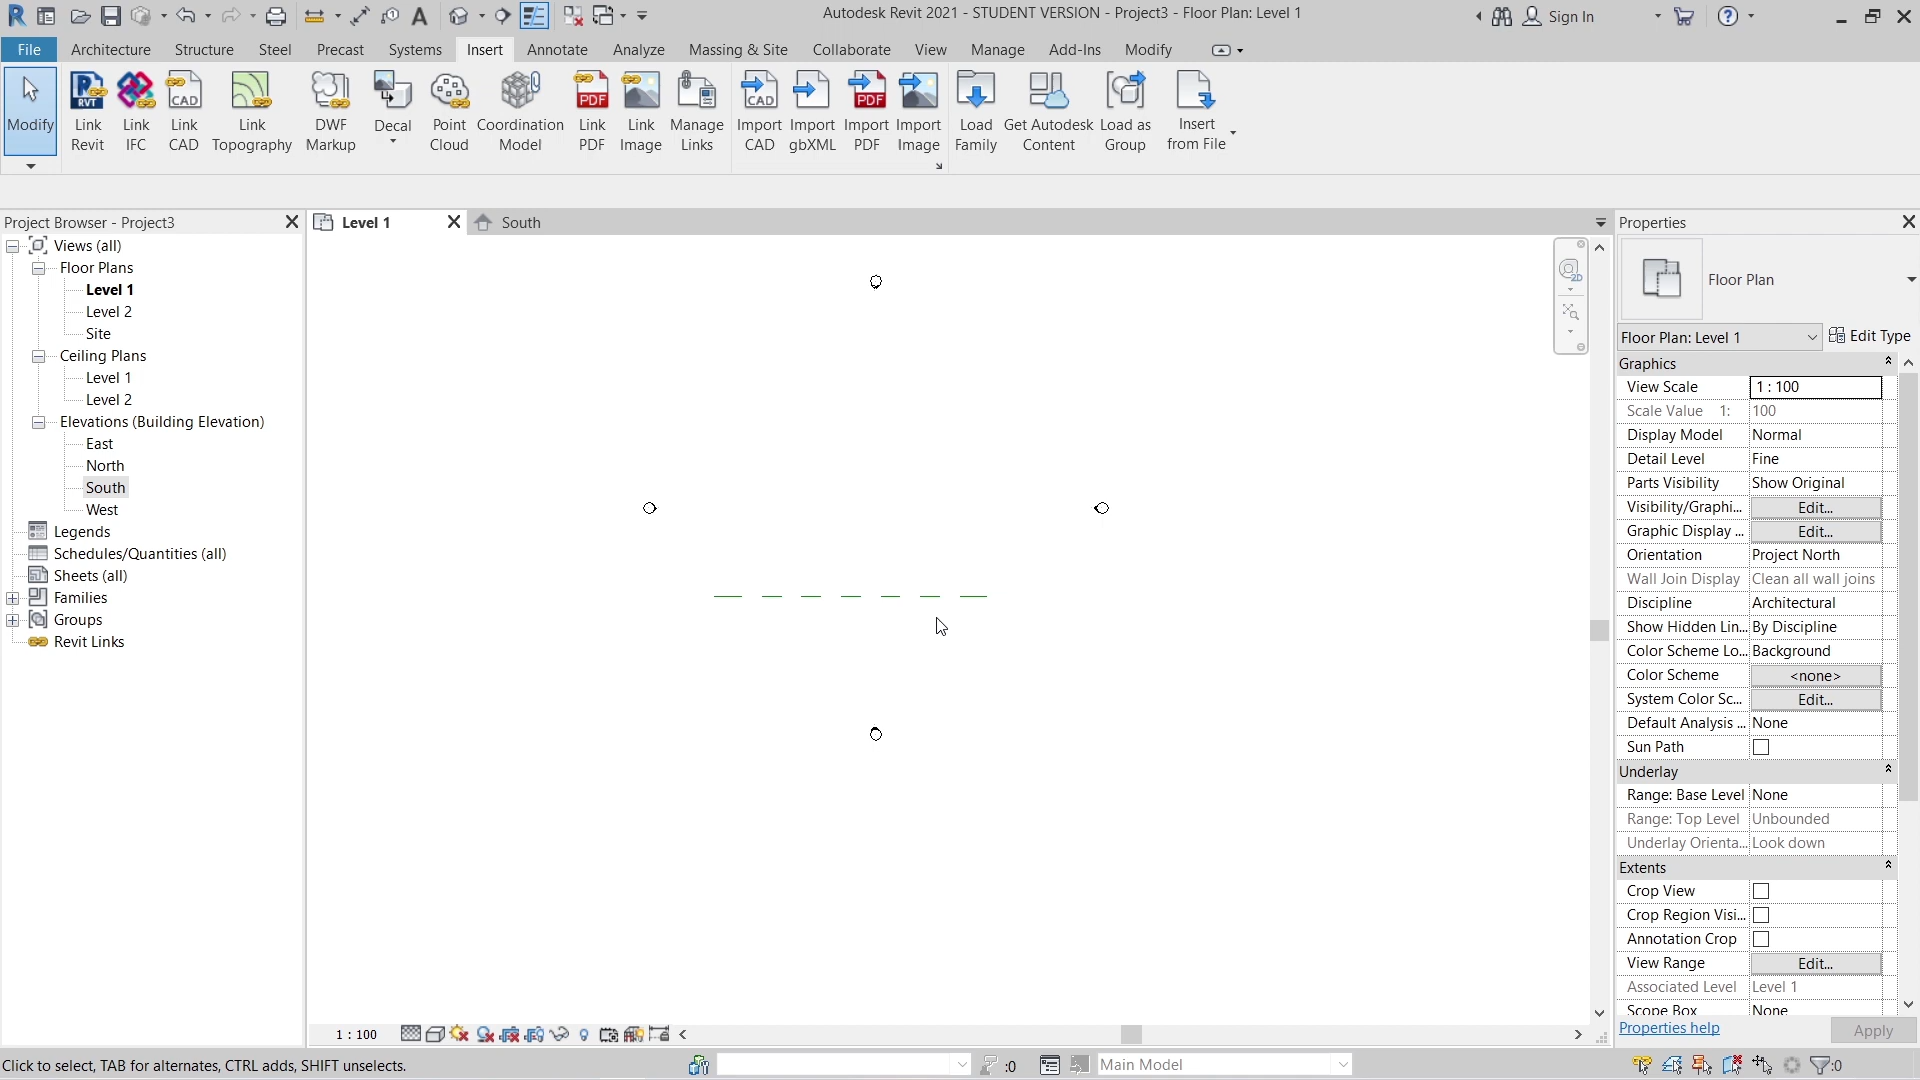 Autodesk Revit 2021 - STUDENT VERSION - Project3 - Floor Plan: Level 1
Sign In
File Architecture Structure Steel Precast Systems Insert Annotate Analyze Massing & Site Collaborate View Manage Add-Ins Modify
Modify
Link Revit
Link IFC
Link CAD
Link Topography
DWF Markup
Decal
Point Cloud
Coordination Model
Link PDF
Link Image
Manage Links
Import CAD
Import gbXML
Import PDF
Import Image
Load Family
Get Autodesk Content
Load as Group
Insert from File
Project Browser - Project3
Views (all)
Floor Plans
Level 1
Level 2
Site
Ceiling Plans
Level 1
Level 2
Elevations (Building Elevation)
East
North
South
West
Legends
Schedules/Quantities (all)
Sheets (all)
Families
Groups
Revit Links
Level 1
South
Properties
Floor Plan
Floor Plan: Level 1
Edit Type
Graphics
View Scale 1 : 100
Scale Value 1: 100
Display Model Normal
Detail Level Fine
Parts Visibility Show Original
Visibility/Graphi... Edit...
Graphic Display ... Edit...
Orientation Project North
Wall Join Display Clean all wall joins
Discipline Architectural
Show Hidden Lin... By Discipline
Color Scheme Lo... Background
Color Scheme <none>
System Color Sc... Edit...
Default Analysis ... None
Sun Path
Underlay
Range: Base Level None
Range: Top Level Unbounded
Underlay Orienta... Look down
Extents
Crop View
Crop Region Visi...
Annotation Crop
View Range Edit...
Associated Level Level 1
Scope Box None
Properties help
Apply
1 : 100
Click to select, TAB for alternates, CTRL adds, SHIFT unselects.
:0
Main Model
:0